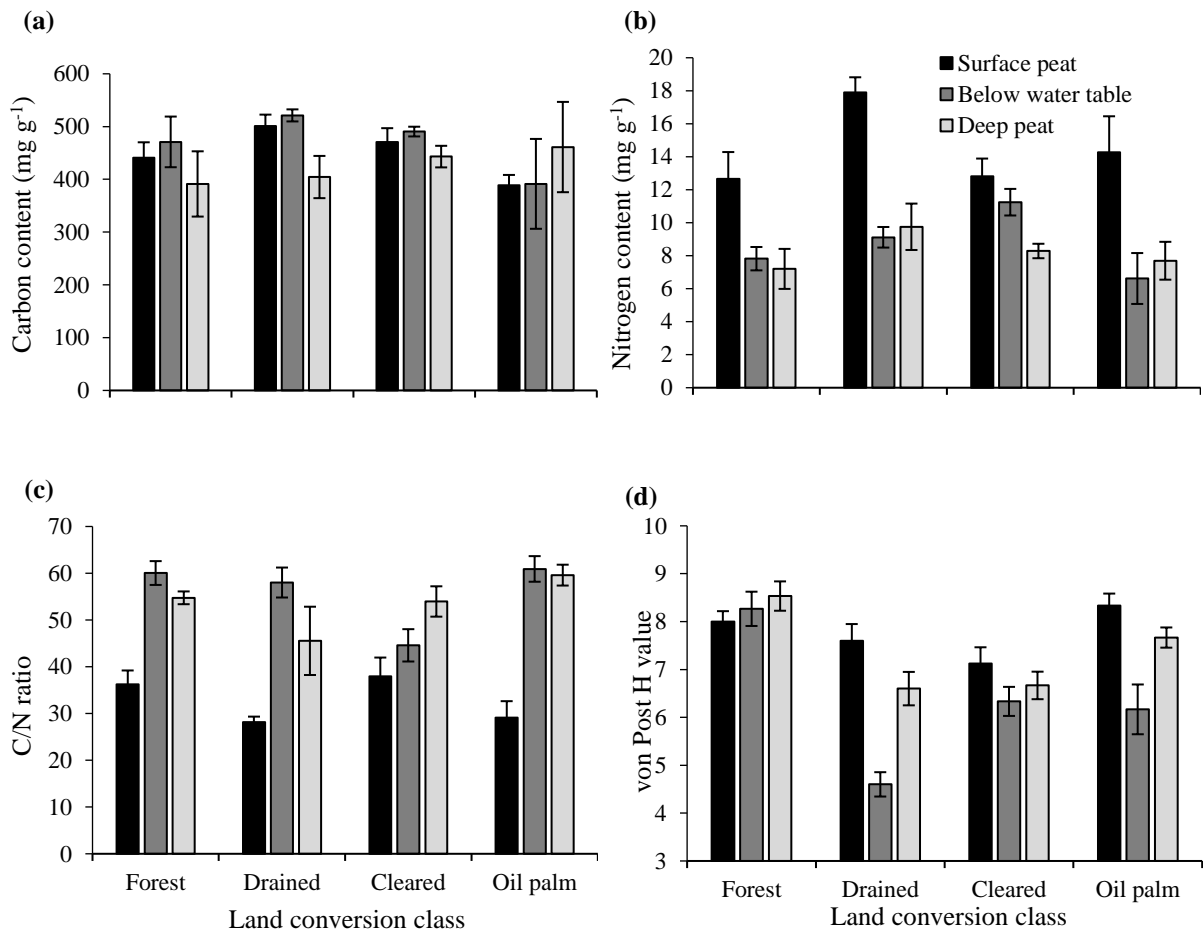 (a)
Carbon content (mg g⁻¹)
600
500
400
300
200
100
0
(b)
Nitrogen content (mg g⁻¹)
20
18
16
14
12
10
8
6
4
2
0
Surface peat
Below water table
Deep peat
(c)
C/N ratio
70
60
50
40
30
20
10
0
Forest Drained Cleared Oil palm
Land conversion class
(d)
von Post H value
10
9
8
7
6
5
4
3
Forest Drained Cleared Oil palm
Land conversion class